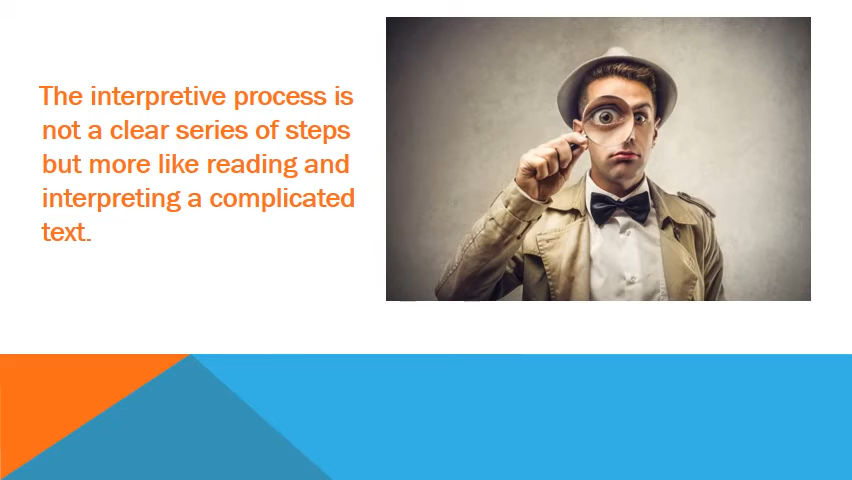 The interpretive process is
not a clear series of steps
but more like reading and
interpreting a complicated
text.